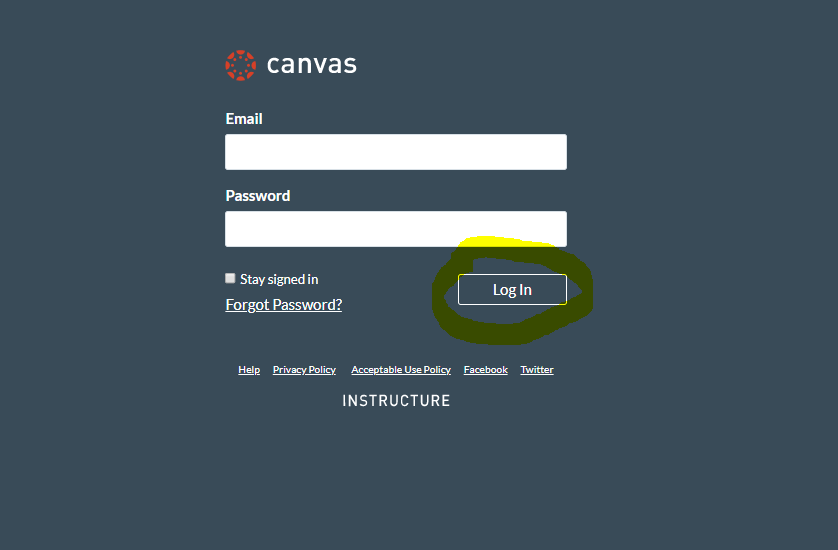 canvas
Email
Password
Stay signed in
Log In
Forgot Password?
Help Privacy Policy Acceptable Use Policy Facebook Twitter
INSTRUCTURE